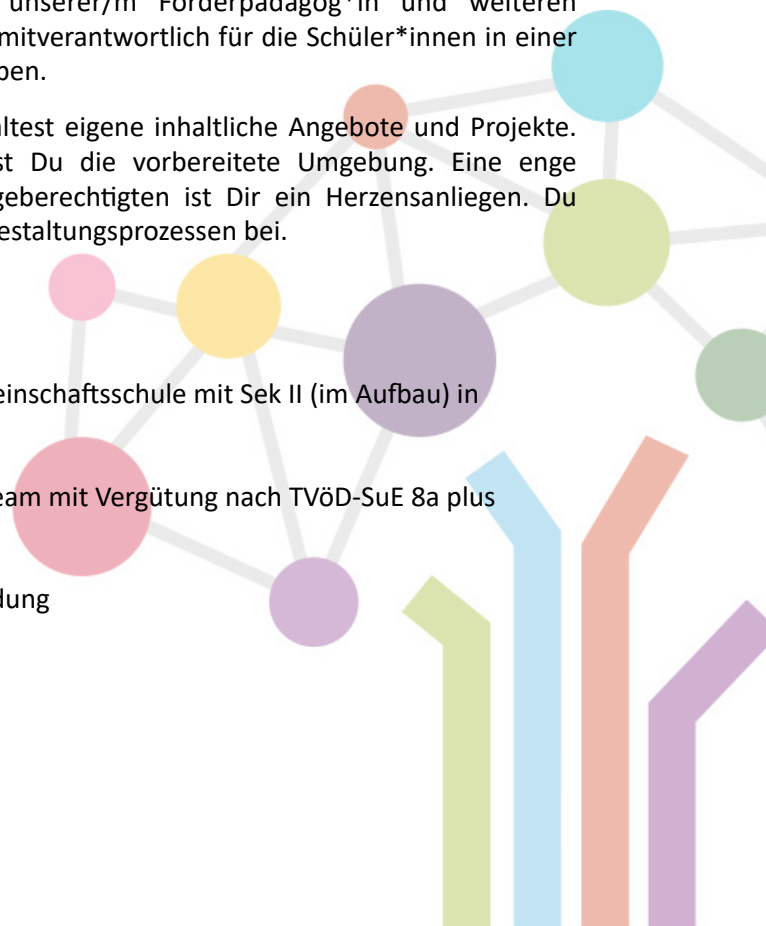 unserer/m Förderpädagog*in und weiteren
mitverantwortlich für die Schüler*innen in einer
ben.
ltest eigene inhaltliche Angebote und Projekte.
st Du die vorbereitete Umgebung. Eine enge
geberechtigten ist Dir ein Herzensanliegen. Du
estaltungsprozessen bei.
einschaftsschule mit Sek II (im Aufbau) in
eam mit Vergütung nach TVöD-SuE 8a plus
dung